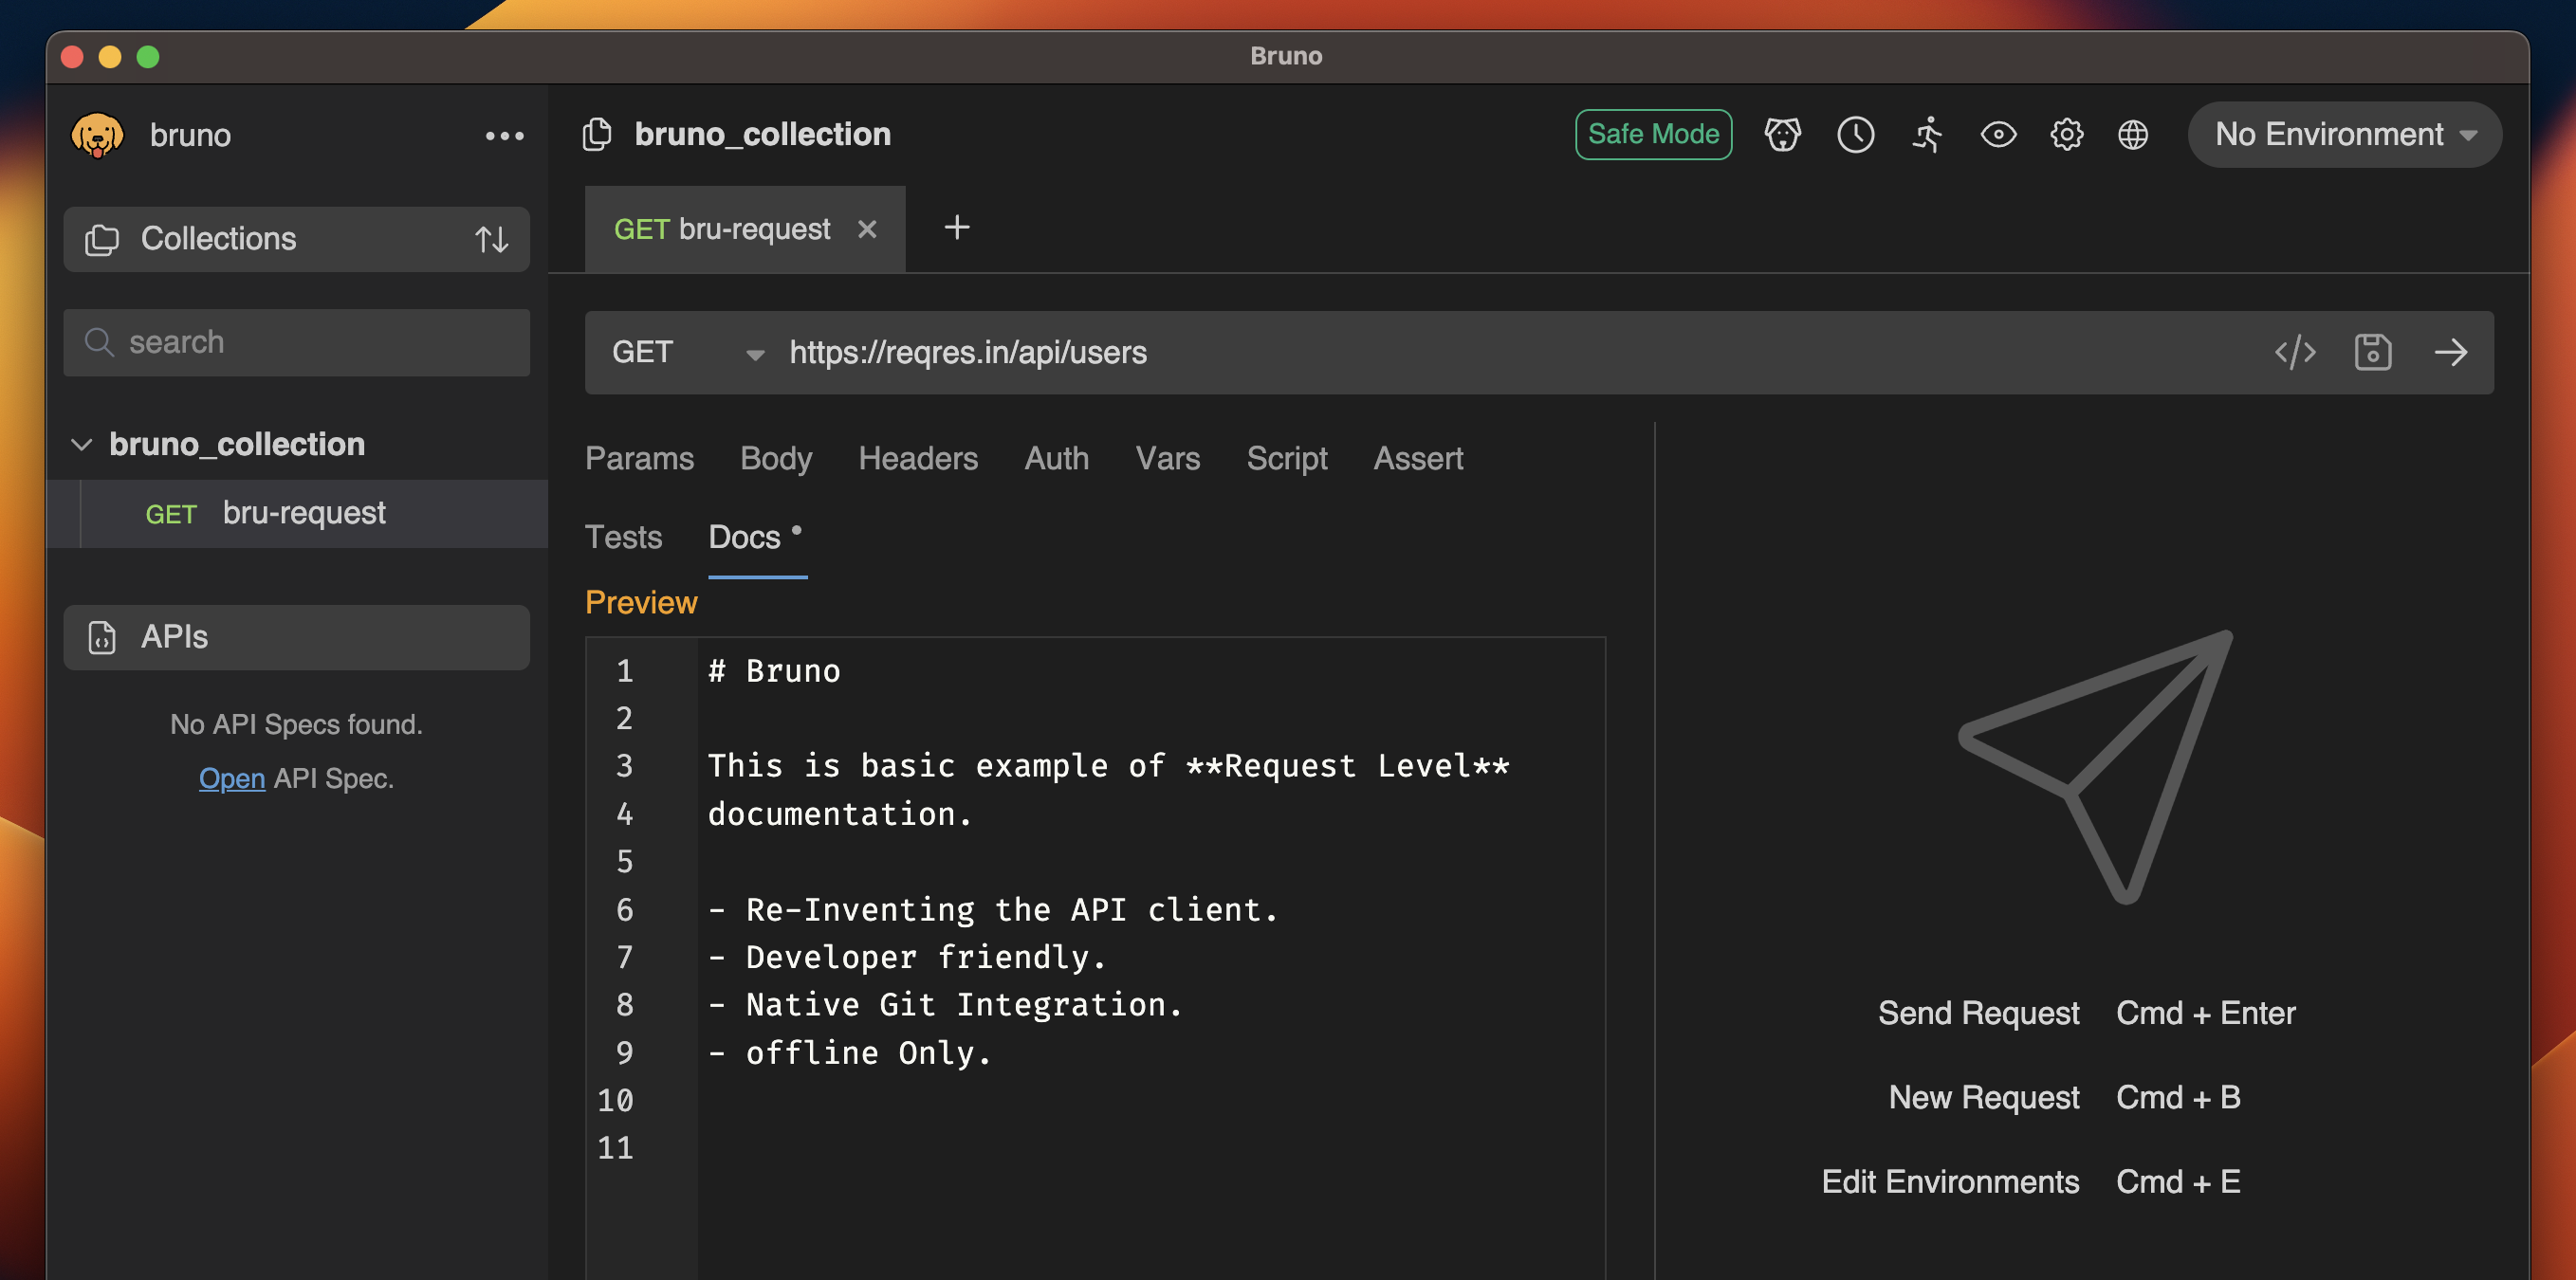 Bruno
bruno
Collections
search
bruno_collection
GET bru-request
APIs
No API Specs found.
Open API Spec.
bruno_collection
Safe Mode
No Environment
GET bru-request
GET https://reqres.in/api/users
Params Body Headers Auth Vars Script Assert
Tests Docs
Preview
1 # Bruno
2
3 This is basic example of **Request Level**
4 documentation.
5
6 - Re-Inventing the API client.
7 - Developer friendly.
8 - Native Git Integration.
9 - offline Only.
10
11
Send Request Cmd + Enter
New Request Cmd + B
Edit Environments Cmd + E